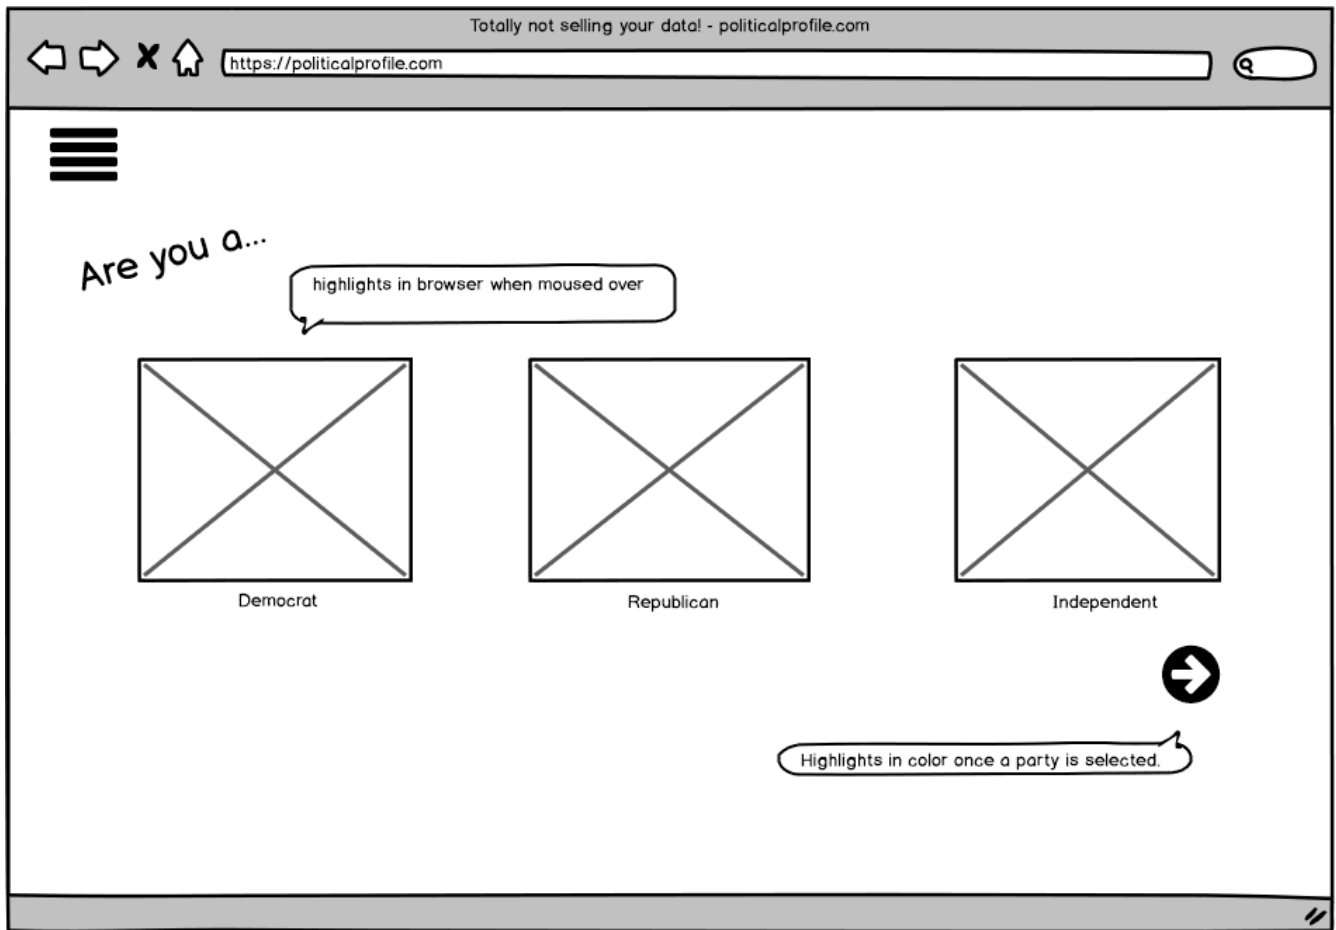 Totally not selling your data! - politicalprofile.com
https://politicalprofile.com
Are you a...
highlights in browser when moused over
Democrat
Republican
Independent
Highlights in color once a party is selected.